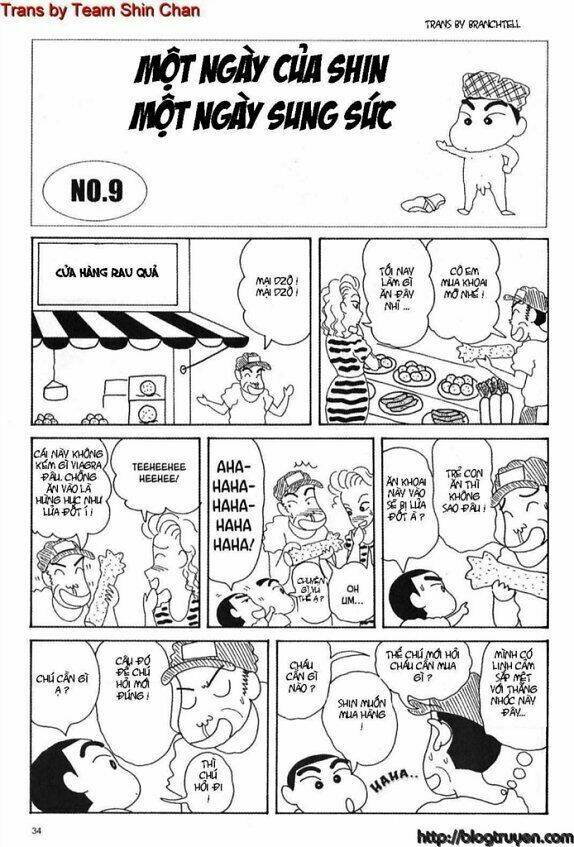 Trans by Team Shin Chan
TRANS BY BRANCHTELL
MỘT NGÀY CỦA SHIN
MỘT NGÀY SUNG SỨC
NO.9
CỬA HÀNG RAU QUẢ
MẠI DZÔ!
MẠI DZÔ!
CÔ EM
MUA KHOAI
MỠ NHÉ!
TỐI NAY
LÀM GÌ
ĂN ĐÂY
NHỈ...
CÁI NÀY KHÔNG
KÉM GÌ VIAGRA
ĐÂU. CHỒNG
ĂN VÀO LÀ
HỪNG HỰC NHƯ
LỬA ĐỐT Í!
TEEHEEHEE
HEEHEE!
AHA-
HAHA-
HAHA-
HAHA
HAHA!
CHUYỆN
GÌ VUI
THẾ Ạ?
OH
UM...
TRẺ CON
ĂN THÌ
KHÔNG
SAO ĐÂU!
ĂN KHOAI
NÀY VÀO
SẼ BỊ LỬA
ĐỐT À?
CHÚ CẦN GÌ
Ạ?
CÂU ĐÓ
ĐỂ CHÚ
HỎI MỚI
ĐÚNG!
THÌ
CHÚ
HỎI ĐI!
CHÁU
CẦN GÌ
NÀO?
SHIN MUỐN
MUA HÀNG!
THẾ CHÚ MỚI HỎI
CHÁU CẦN MUA
GÌ!
HAHA..
MÌNH CÓ
LINH CẢM
SẮP MỆT
VỚI THẰNG
NHÓC NÀY
ĐÂY...
34
http://blogtruyen.com